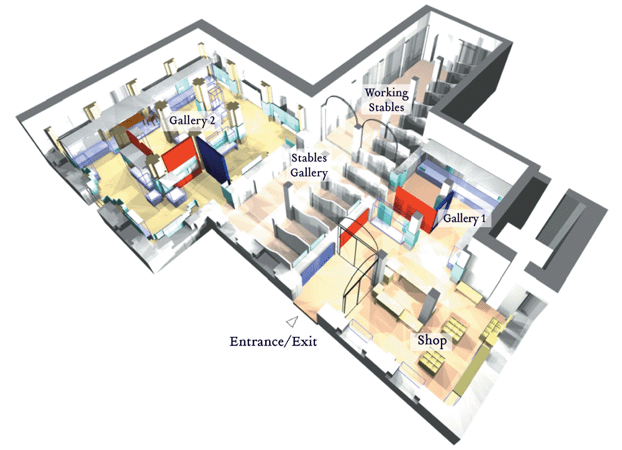 Working
Stables
Gallery 2
Stables
Gallery
Gallery 1
Entrance/Exit
Shop